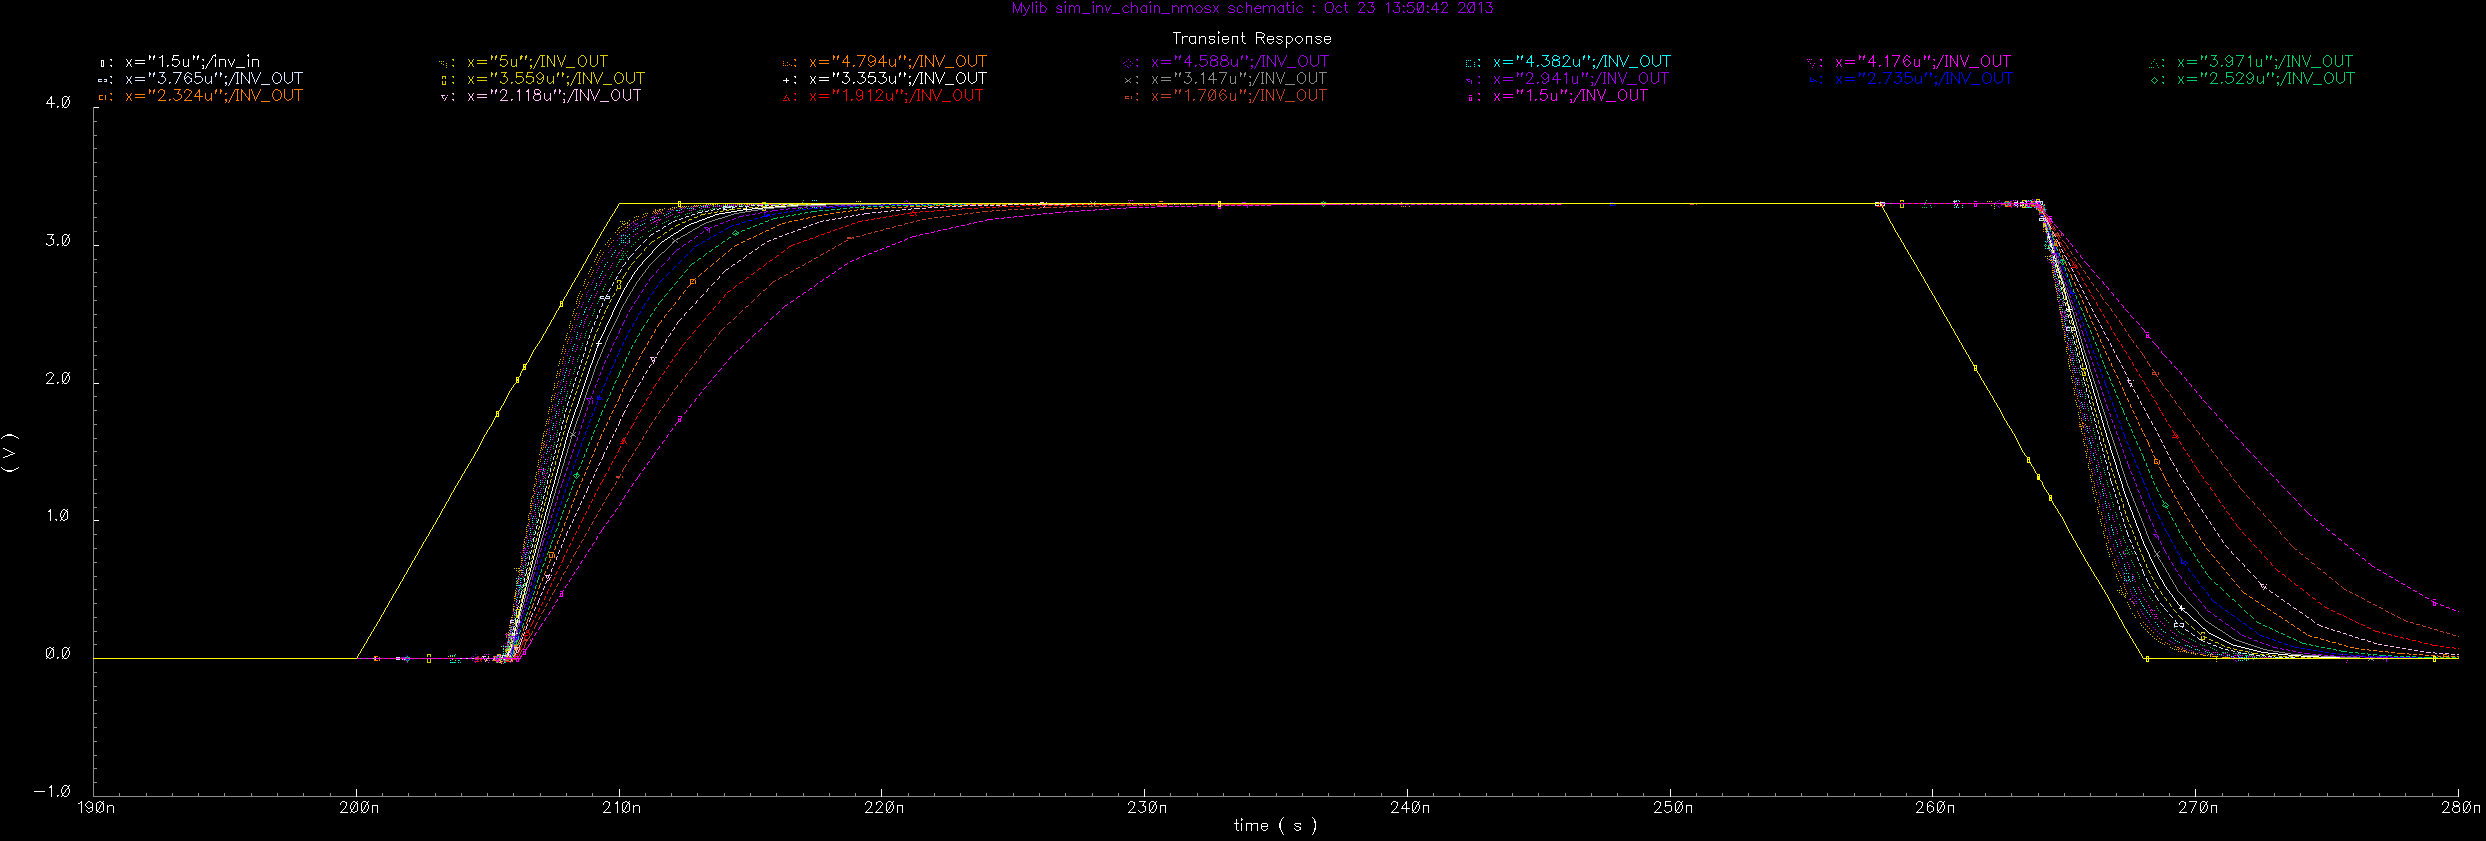 Mylib sim_inv_chain_nmosx schematic : Oct 23 13:50:42 2013
Transient Response
x="1.5u";/inv_in x="5u";/INV_OUT x="4.794u";/INV_OUT x="4.588u";/INV_OUT x="4.382u";/INV_OUT x="4.176u";/INV_OUT x="3.971u";/INV_OUT
x="3.765u";/INV_OUT x="3.559u";/INV_OUT x="3.353u";/INV_OUT x="3.147u";/INV_OUT x="2.941u";/INV_OUT x="2.735u";/INV_OUT x="2.529u";/INV_OUT
x="2.324u";/INV_OUT x="2.118u";/INV_OUT x="1.912u";/INV_OUT x="1.706u";/INV_OUT x="1.5u";/INV_OUT
4.0
3.0
2.0
( V )
1.0
0.0
-1.0
190n 200n 210n 220n 230n 240n 250n 260n 270n 280n
time ( s )